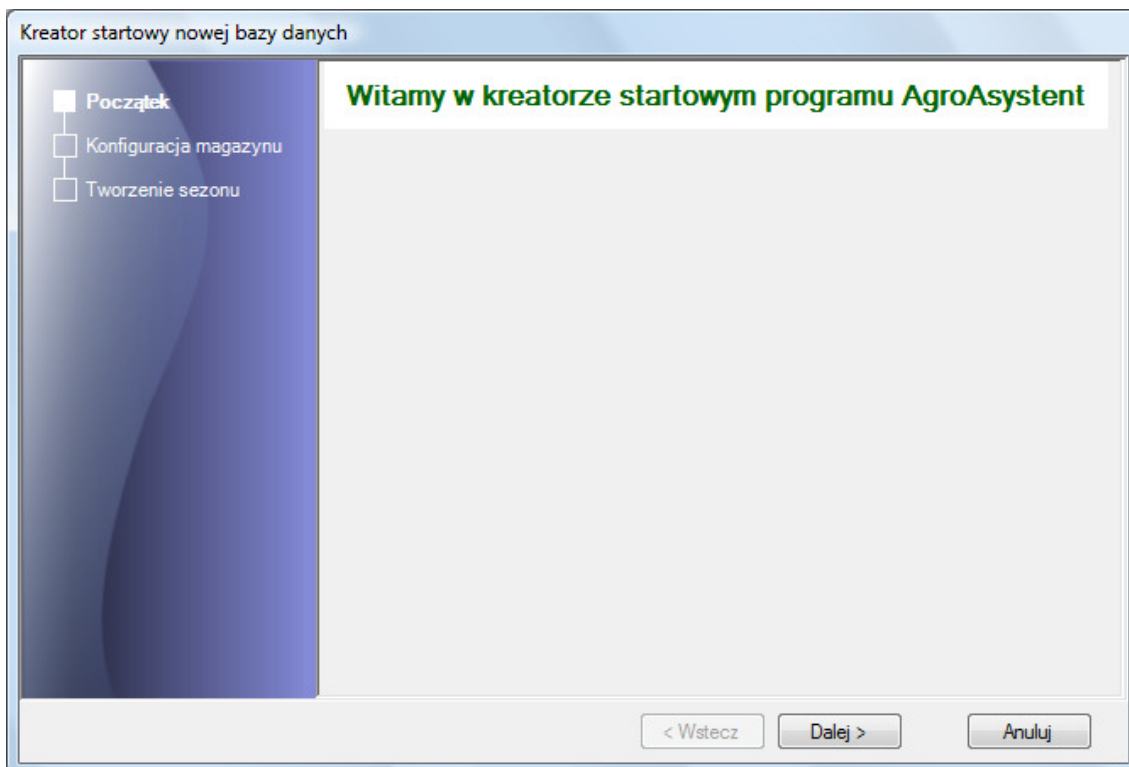 Kreator startowy nowej bazy danych
Początek
Konfiguracja magazynu
Tworzenie sezonu
Witamy w kreatorze startowym programu AgroAsystent
< Wstecz
Dalej >
Anuluj